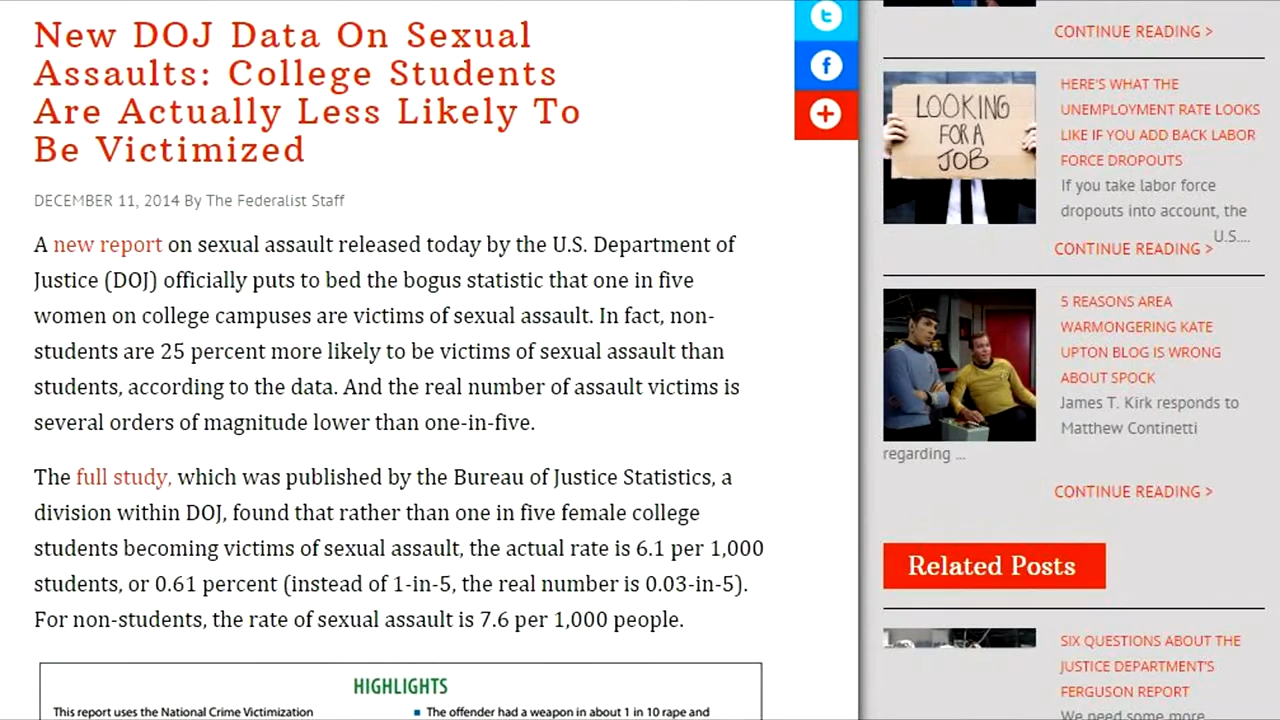 New DOJ Data On Sexual
Assaults: College Students
Are Actually Less Likely To
Be Victimized
DECEMBER 11, 2014 By The Federalist Staff
A new report on sexual assault released today by the U.S. Department of
Justice (DOJ) officially puts to bed the bogus statistic that one in five
women on college campuses are victims of sexual assault. In fact, non-
students are 25 percent more likely to be victims of sexual assault than
students, according to the data. And the real number of assault victims is
several orders of magnitude lower than one-in-five.
The full study, which was published by the Bureau of Justice Statistics, a
division within DOJ, found that rather than one in five female college
students becoming victims of sexual assault, the actual rate is 6.1 per 1,000
students, or 0.61 percent (instead of 1-in-5, the real number is 0.03-in-5).
For non-students, the rate of sexual assault is 7.6 per 1,000 people.
HIGHLIGHTS
This report uses the National Crime Victimization
■ The offender had a weapon in about 1 in 10 rape and
CONTINUE READING >
LOOKING
FOR A
JOB
HERE'S WHAT THE
UNEMPLOYMENT RATE LOOKS
LIKE IF YOU ADD BACK LABOR
FORCE DROPOUTS
If you take labor force
dropouts into account, the
U.S....
CONTINUE READING >
5 REASONS AREA
WARMONGERING KATE
UPTON BLOG IS WRONG
ABOUT SPOCK
James T. Kirk responds to
Matthew Continetti
regarding ...
CONTINUE READING >
Related Posts
SIX QUESTIONS ABOUT THE
JUSTICE DEPARTMENT'S
FERGUSON REPORT
We need some more